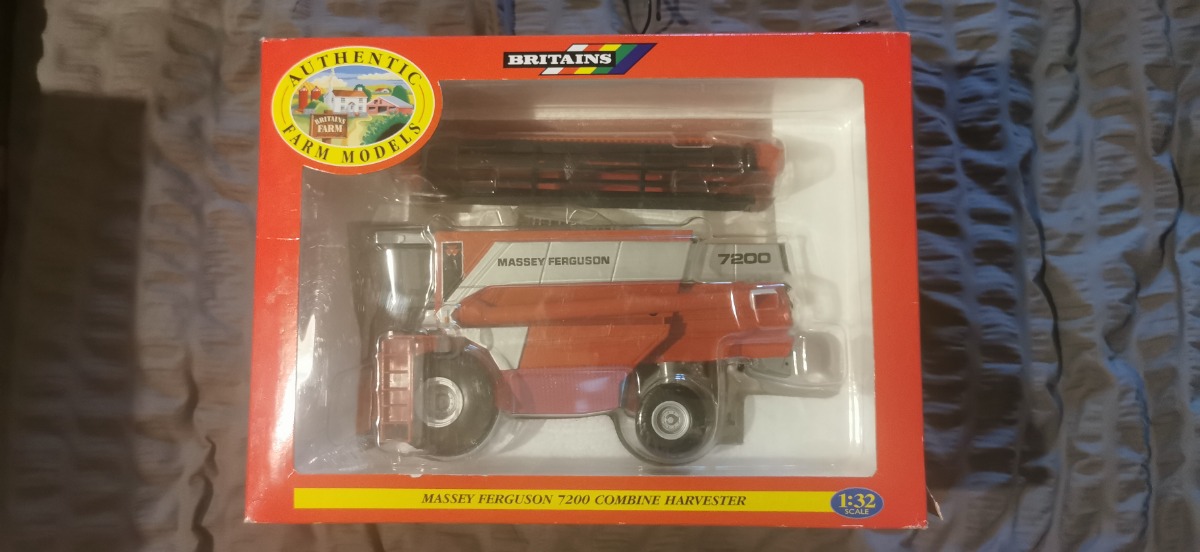 BRITAINS
AUTHENTIC
BRITAINS
FARM
FARM MODELS
MASSEY FERGUSON
7200
MASSEY FERGUSON 7200 COMBINE HARVESTER
1:32
SCALE